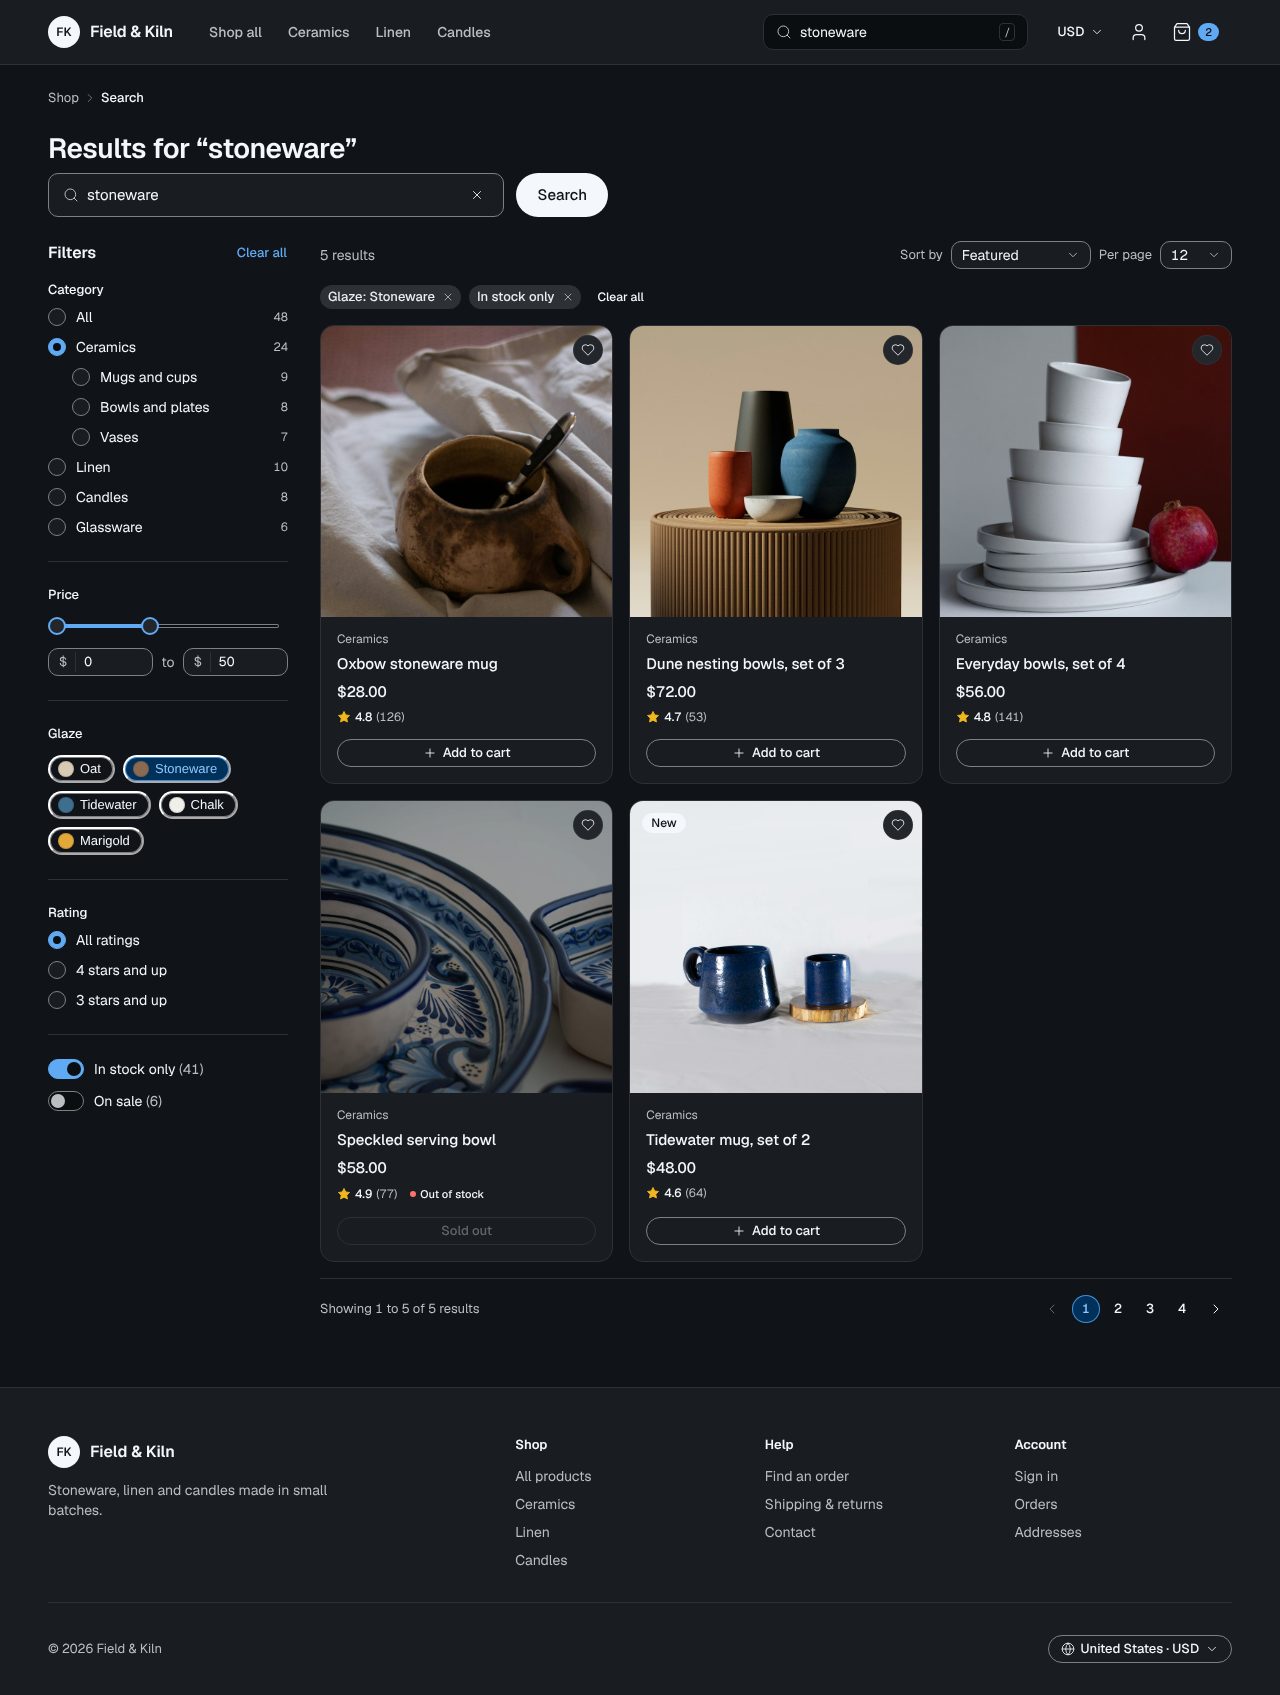 FK Field & Kiln Shop all Ceramics Linen Candles stoneware / USD 2
Shop Search
Results for “stoneware”
stoneware Search
Filters Clear all
Category
All 48
Ceramics 24
Mugs and cups 9
Bowls and plates 8
Vases 7
Linen 10
Candles 8
Glassware 6
Price
$ 0 to $ 50
Glaze
Oat Stoneware
Tidewater Chalk
Marigold
Rating
All ratings
4 stars and up
3 stars and up
In stock only (41)
On sale (6)
5 results Sort by Featured Per page 12
Glaze: Stoneware In stock only Clear all
Ceramics
Oxbow stoneware mug
$28.00
4.8 (126)
Add to cart
Ceramics
Dune nesting bowls, set of 3
$72.00
4.7 (53)
Add to cart
Ceramics
Everyday bowls, set of 4
$56.00
4.8 (141)
Add to cart
Ceramics
Speckled serving bowl
$58.00
4.9 (77) Out of stock
Sold out
New
Ceramics
Tidewater mug, set of 2
$48.00
4.6 (64)
Add to cart
Showing 1 to 5 of 5 results 1 2 3 4
FK Field & Kiln
Stoneware, linen and candles made in small
batches.
Shop
All products
Ceramics
Linen
Candles
Help
Find an order
Shipping & returns
Contact
Account
Sign in
Orders
Addresses
© 2026 Field & Kiln United States · USD